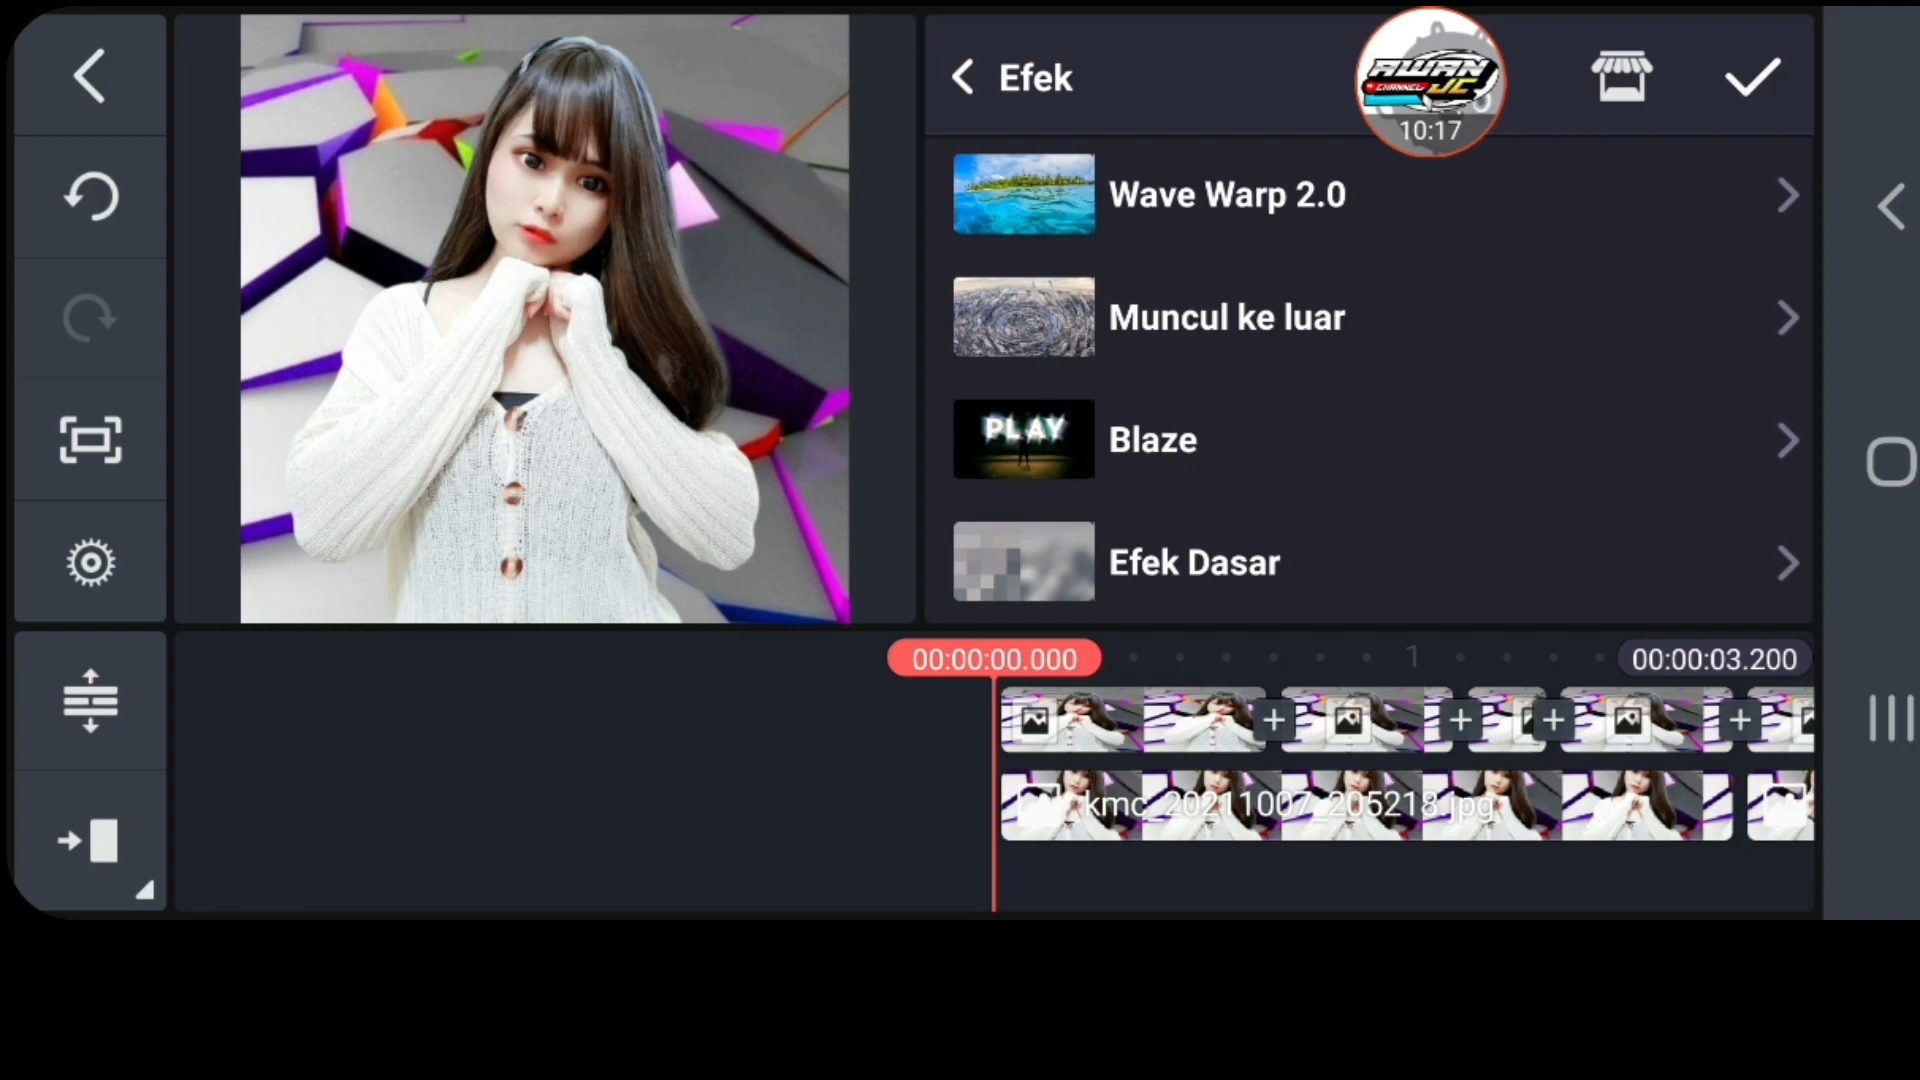 Efek
AWAN
CHANNEL JC
10:17
Wave Warp 2.0
Muncul ke luar
PLAY
Blaze
Efek Dasar
00:00:00.000
1
00:00:03.200
kmc_20211007_205218.jpg